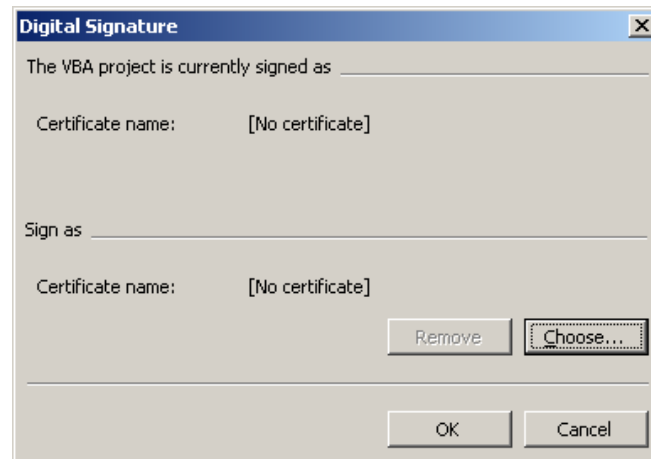 Digital Signature
The VBA project is currently signed as
Certificate name: [No certificate]
Sign as
Certificate name: [No certificate]
Remove Choose...
OK Cancel